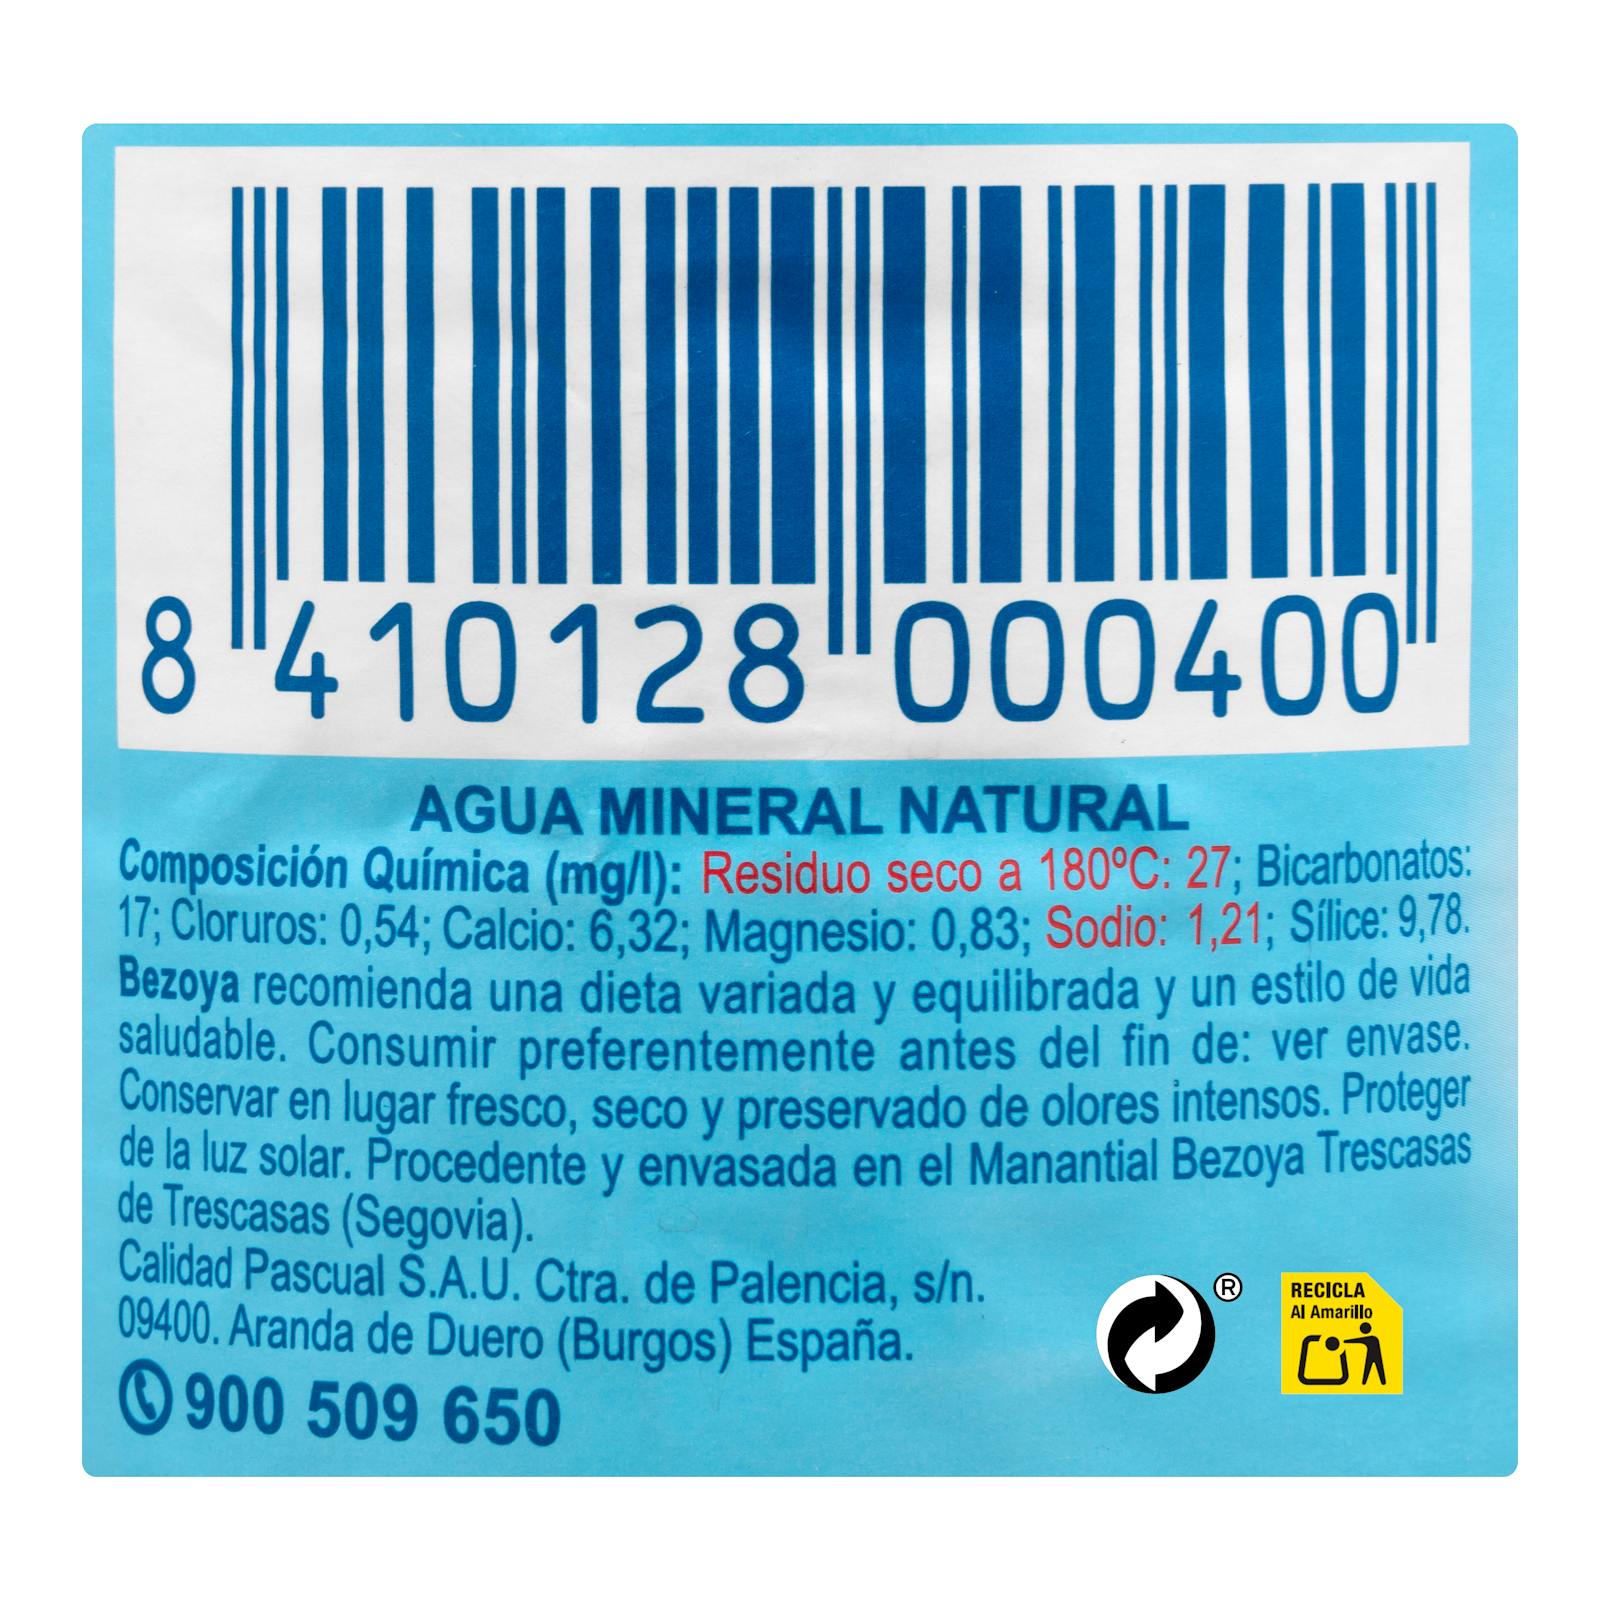 8 410128 000400
AGUA MINERAL NATURAL
Composición Química (mg/l): Residuo seco a 180ºC: 27; Bicarbonatos:
17; Cloruros: 0,54; Calcio: 6,32; Magnesio: 0,83; Sodio: 1,21; Sílice: 9,78.
Bezoya recomienda una dieta variada y equilibrada y un estilo de vida
saludable. Consumir preferentemente antes del fin de: ver envase.
Conservar en lugar fresco, seco y preservado de olores intensos. Proteger
de la luz solar. Procedente y envasada en el Manantial Bezoya Trescasas
de Trescasas (Segovia).
Calidad Pascual S.A.U. Ctra. de Palencia, s/n.
09400. Aranda de Duero (Burgos) España.
900 509 650
®
RECICLA
Al Amarillo